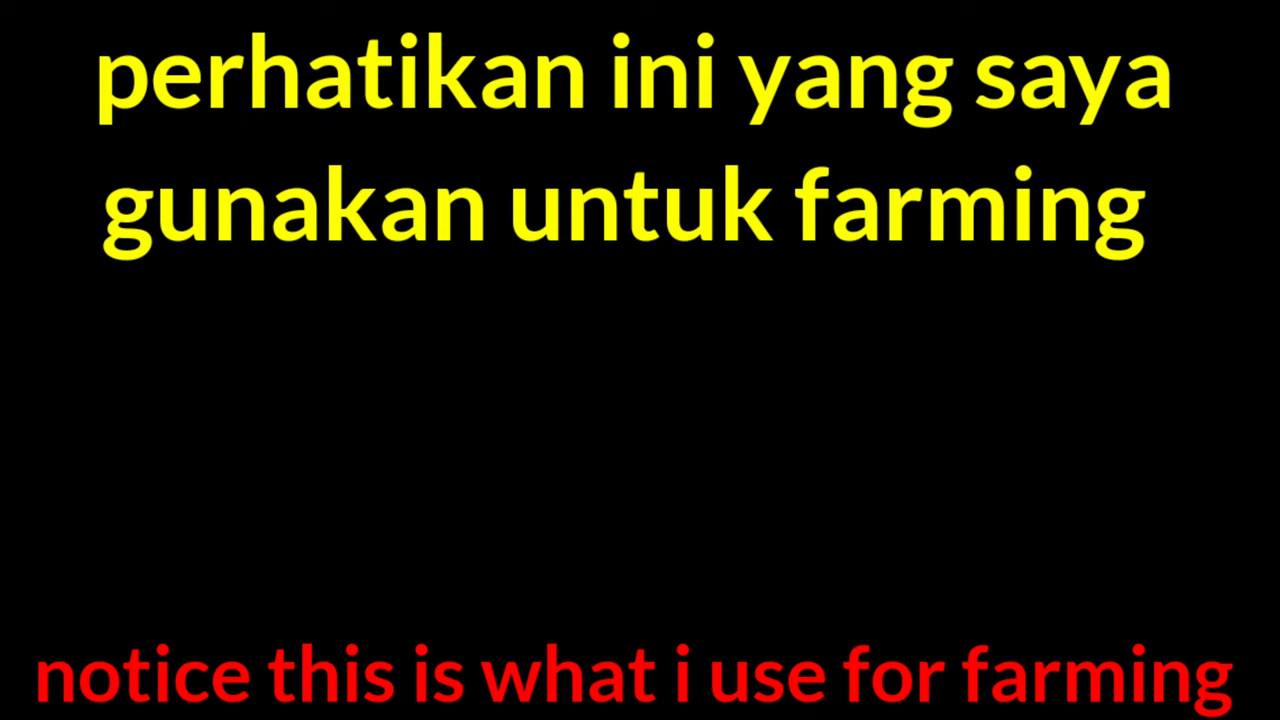 perhatikan ini yang saya
gunakan untuk farming
notice this is what i use for farming